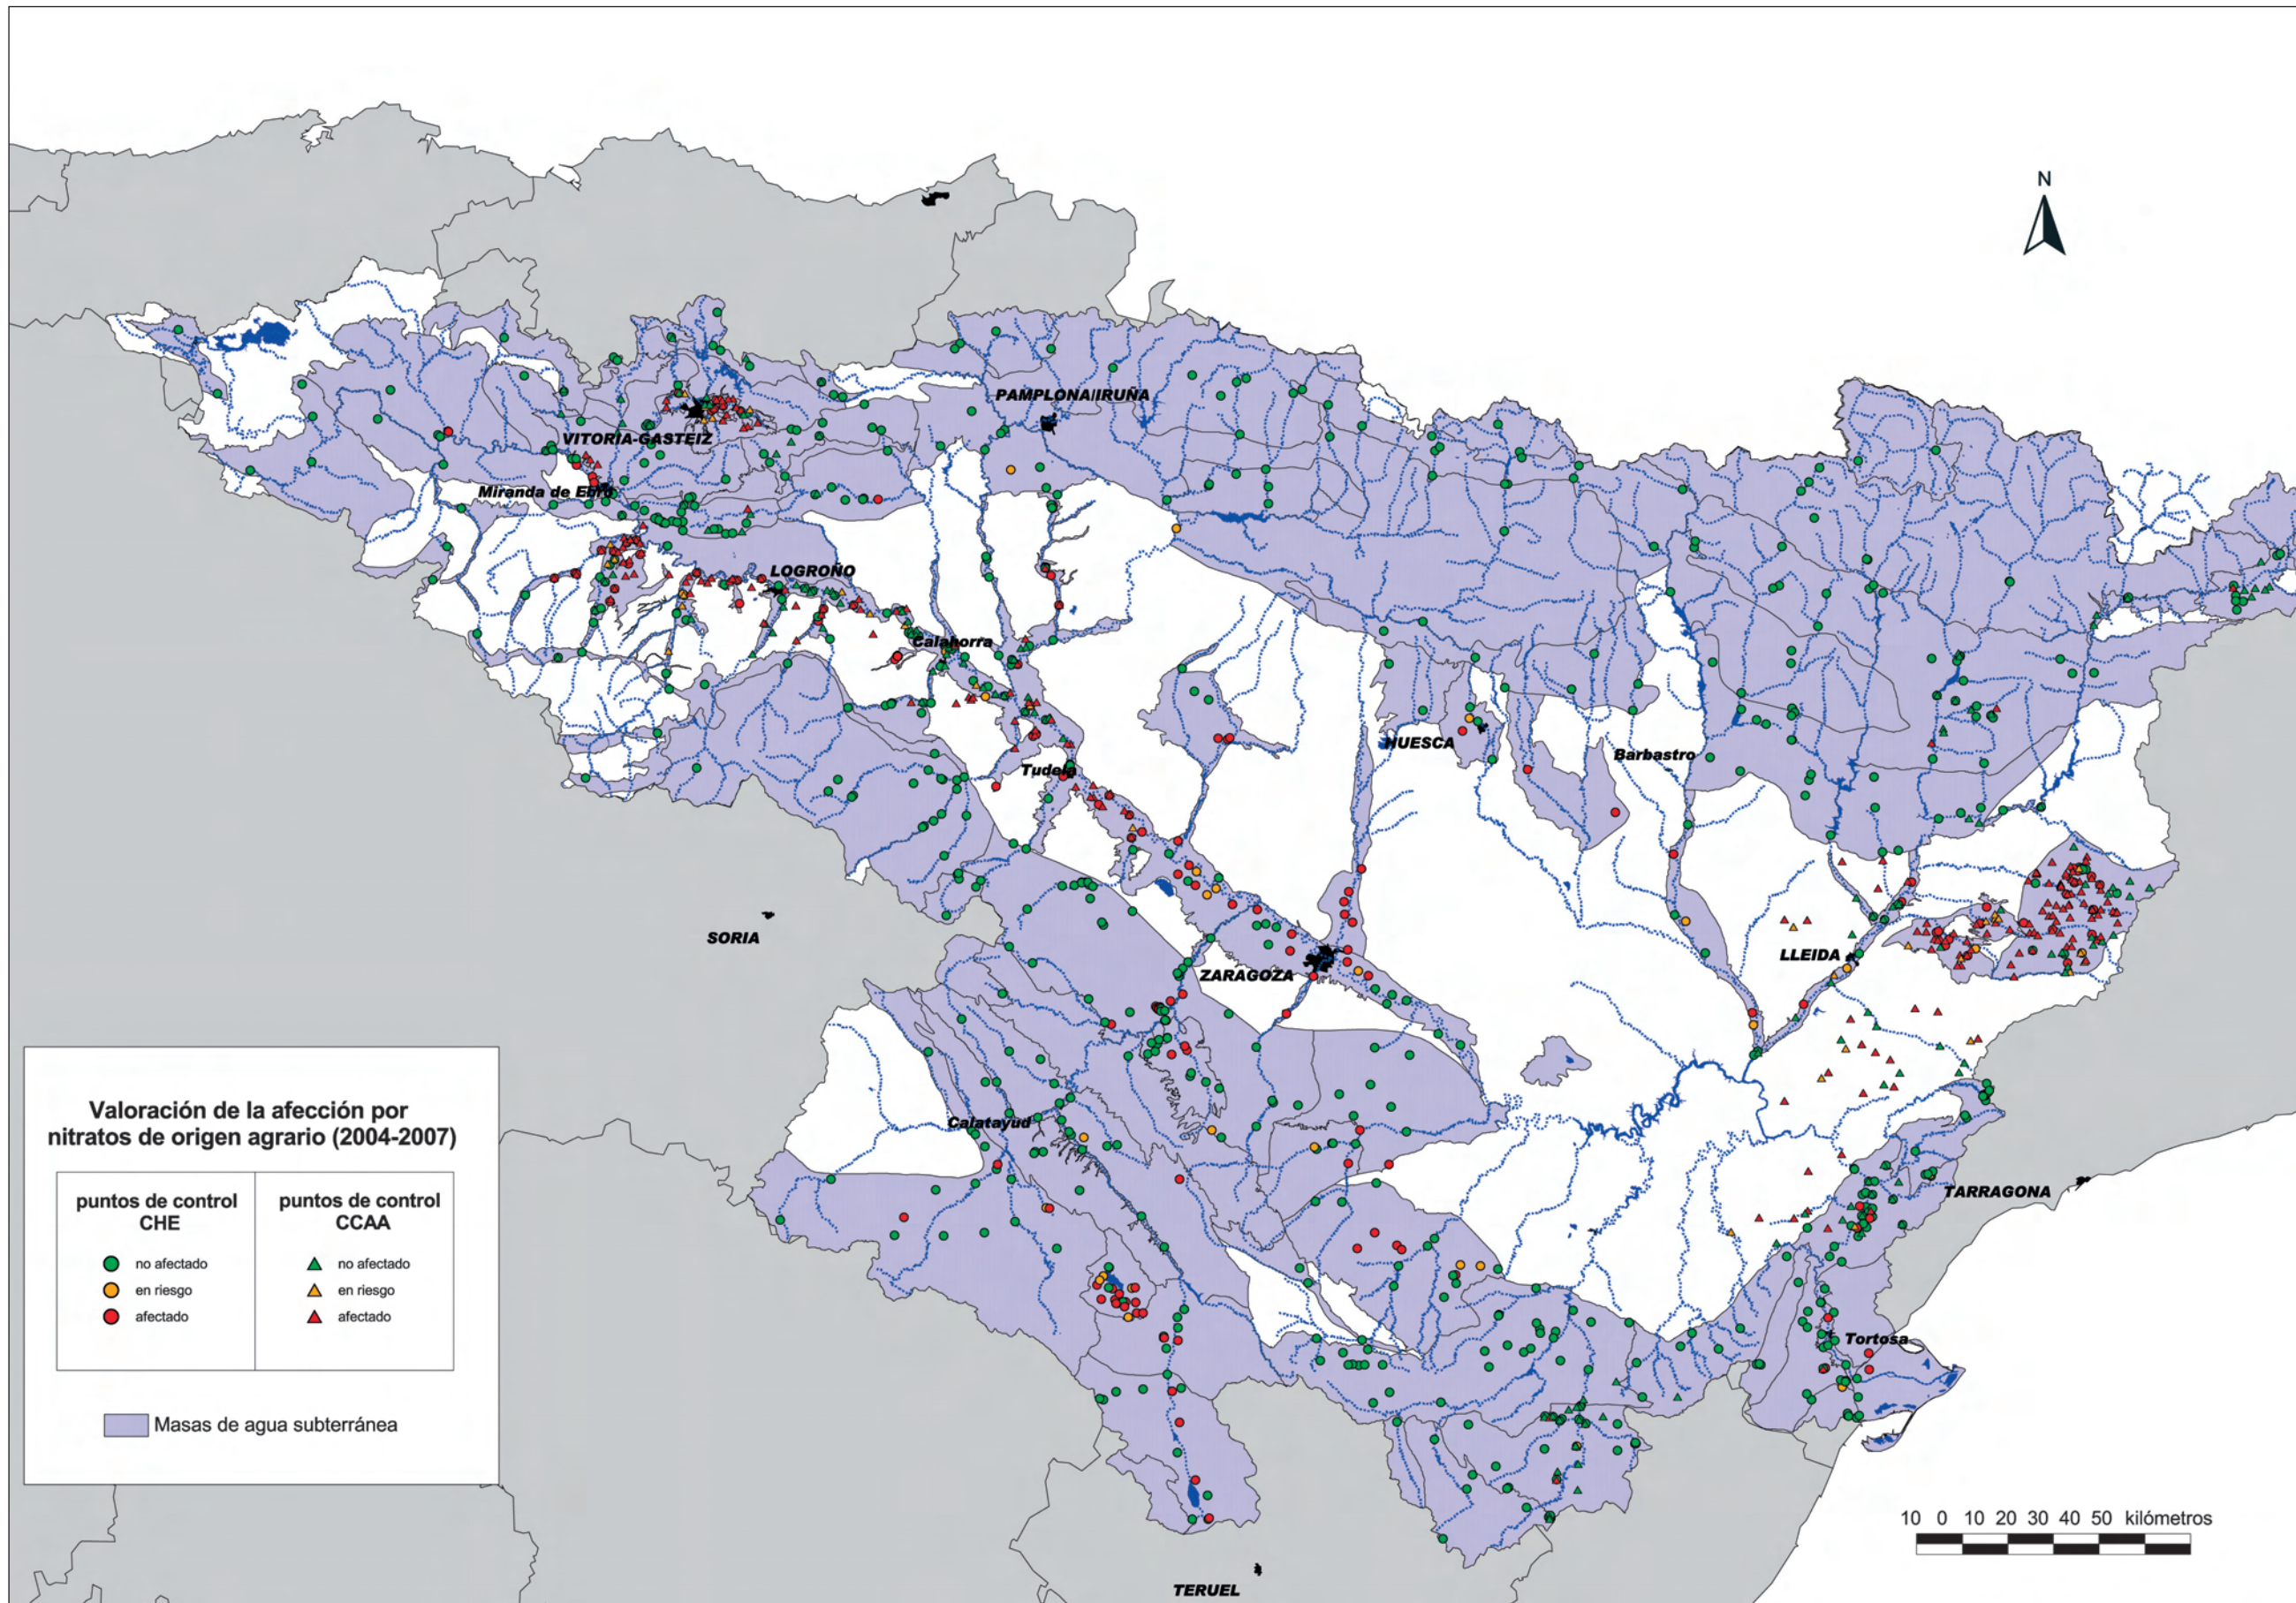 N
PAMPLONA/IRUÑA
VITORIA-GASTEIZ
Miranda de Ebro
LOGROÑO
Calahorra
HUESCA
Barbastro
Tudela
SORIA
LLEIDA
ZARAGOZA
Calatayud
TARRAGONA
Tortosa
TERUEL
Valoración de la afección por
nitratos de origen agrario (2004-2007)
puntos de control
CHE
no afectado
en riesgo
afectado
puntos de control
CCAA
no afectado
en riesgo
afectado
Masas de agua subterránea
10 0 10 20 30 40 50 kilómetros